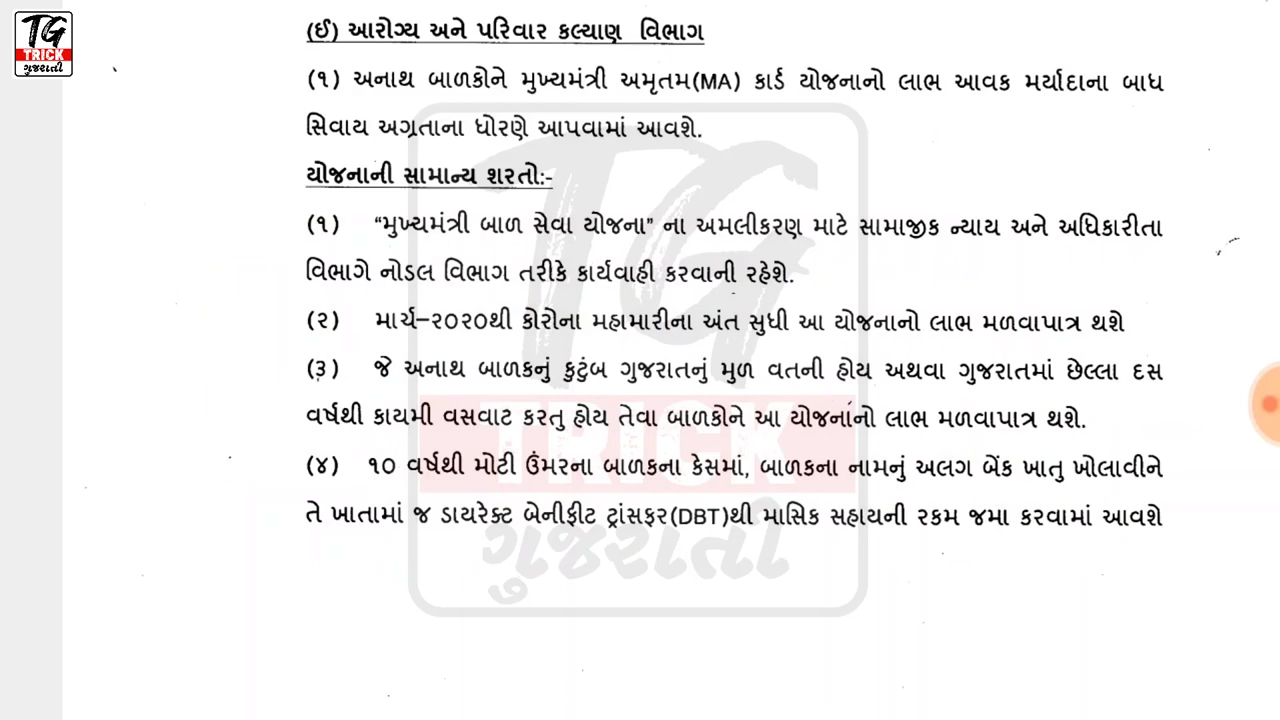 TG
TRICK
ગુજરાતી
(ઈ) આરોગ્ય અને પરિવાર કલ્યાણ વિભાગ
(૧) અનાથ બાળકોને મુખ્યમંત્રી અમૃતમ(MA) કાર્ડ યોજનાનો લાભ આવક મર્યાદાના બાધ
સિવાય અગ્રતાના ધોરણે આપવામાં આવશે.
યોજનાની સામાન્ય શરતો:-
(૧) “મુખ્યમંત્રી બાળ સેવા યોજના” ના અમલીકરણ માટે સામાજીક ન્યાય અને અધિકારીતા
વિભાગે નોડલ વિભાગ તરીકે કાર્યવાહી કરવાની રહેશે.
(૨) માર્ચ–૨૦૨૦થી કોરોના મહામારીના અંત સુધી આ યોજનાનો લાભ મળવાપાત્ર થશે
(૩) જે અનાથ બાળકનું કુટુંબ ગુજરાતનું મુળ વતની હોય અથવા ગુજરાતમાં છેલ્લા દસ
વર્ષથી કાયમી વસવાટ કરતુ હોય તેવા બાળકોને આ યોજનાંનો લાભ મળવાપાત્ર થશે.
(૪) ૧૦ વર્ષથી મોટી ઉંમરના બાળકના કેસમાં, બાળકના નામનું અલગ બેંક ખાતુ ખોલાવીને
તે ખાતામાં જ ડાયરેક્ટ બેનીફીટ ટ્રાંસફર(DBT)થી માસિક સહાયની રકમ જમા કરવામાં આવશે
TG
TRICK
ગુજરાતી